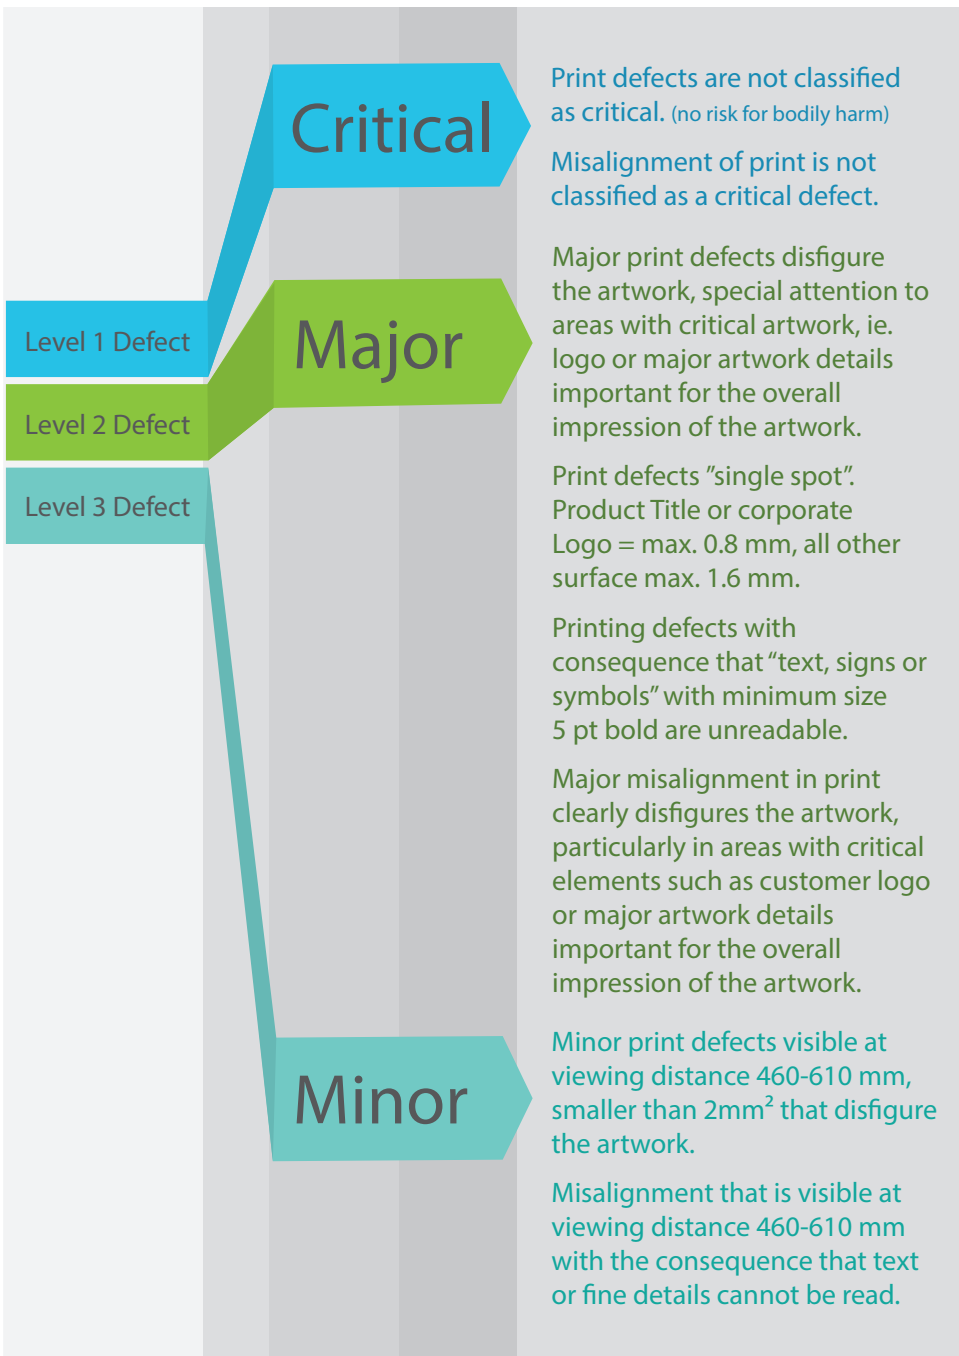 Critical
Print defects are not classified
as critical. (no risk for bodily harm)
Misalignment of print is not
classified as a critical defect.
Level 1 Defect
Major
Major print defects disfigure
the artwork, special attention to
areas with critical artwork, ie.
logo or major artwork details
important for the overall
impression of the artwork.
Level 2 Defect
Print defects ”single spot”.
Product Title or corporate
Logo = max. 0.8 mm, all other
surface max. 1.6 mm.
Level 3 Defect
Printing defects with
consequence that “text, signs or
symbols” with minimum size
5 pt bold are unreadable.
Major misalignment in print
clearly disfigures the artwork,
particularly in areas with critical
elements such as customer logo
or major artwork details
important for the overall
impression of the artwork.
Minor
Minor print defects visible at
viewing distance 460-610 mm,
smaller than 2mm² that disfigure
the artwork.
Misalignment that is visible at
viewing distance 460-610 mm
with the consequence that text
or fine details cannot be read.